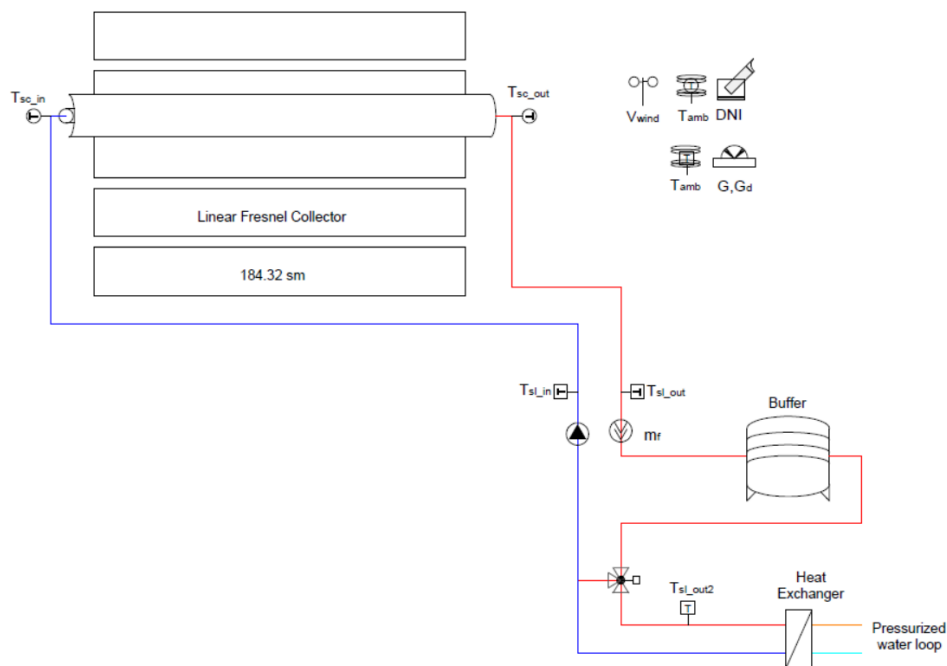 Tsc_in
Tsc_out
Vwind
Tamb
DNI
Tamb
G,Gd
Linear Fresnel Collector
184.32 sm
Tsl_in
T
Tsl_out
mf
Buffer
Tsl_out2
T
Heat
Exchanger
Pressurized
water loop